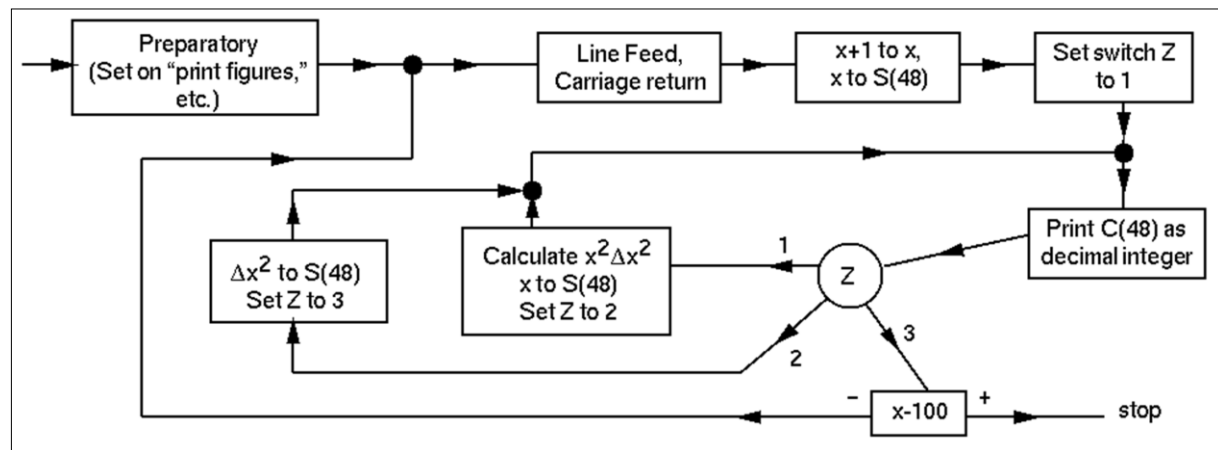 Preparatory
(Set on “print figures,”
etc.)
Line Feed,
Carriage return
x+1 to x,
x to S(48)
Set switch Z
to 1
Print C(48) as
decimal integer
Z
1
Calculate x²Δx²
x to S(48)
Set Z to 2
Δx² to S(48)
Set Z to 3
2
3
−
x-100
+
stop